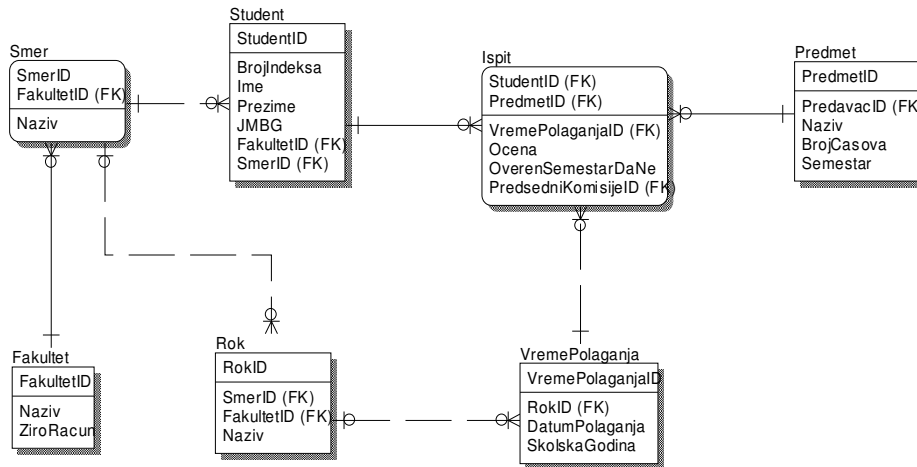 Smer
SmerID
FakultetID (FK)
Naziv
Student
StudentID
BrojIndeksa
Ime
Prezime
JMBG
FakultetID (FK)
SmerID (FK)
Ispit
StudentID (FK)
PredmetID (FK)
VremePolaganjaID (FK)
Ocena
OverenSemestarDaNe
PredsedniKomisijeID (FK
Predmet
PredmetID
PredavacID (FK)
Naziv
BrojCasova
Semestar
Fakultet
FakultetID
Naziv
ZiroRacun
Rok
RokID
SmerID (FK)
FakultetID (FK)
Naziv
VremePolaganja
VremePolaganjaID
RokID (FK)
DatumPolaganja
SkolskaGodina